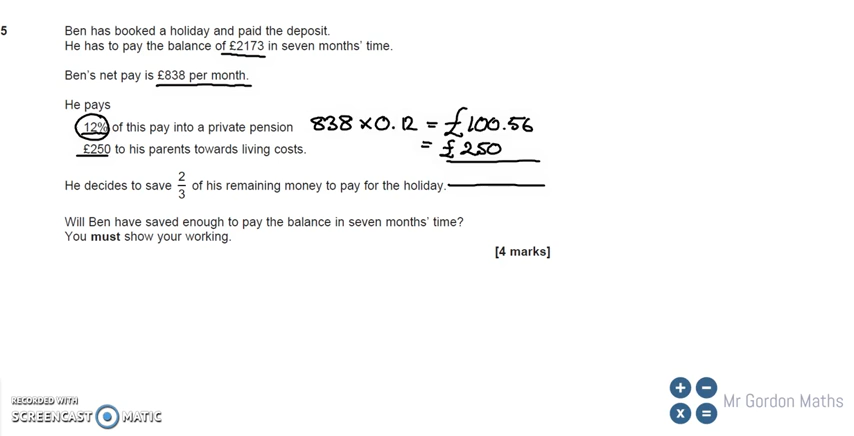 5 Ben has booked a holiday and paid the deposit.
He has to pay the balance of £2173 in seven months' time.
Ben's net pay is £838 per month.
He pays
12% of this pay into a private pension 838 × 0.12 = £100.56
£250 to his parents towards living costs. = £250
He decides to save 2/3 of his remaining money to pay for the holiday.
Will Ben have saved enough to pay the balance in seven months' time?
You must show your working.
[4 marks]
RECORDED WITH
SCREENCAST MATIC
+ −
x =
Mr Gordon Maths